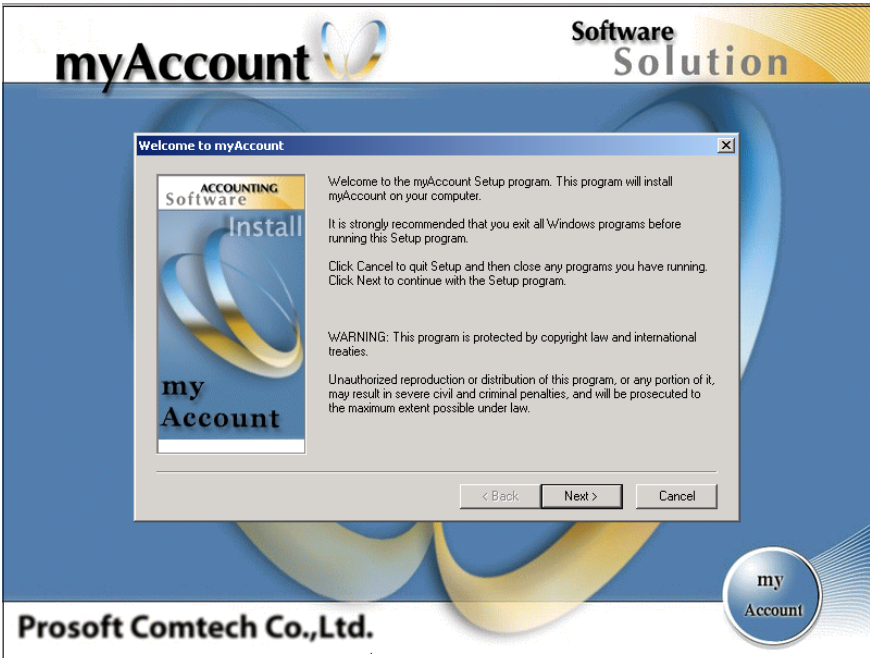 myAccount
Software
Solution
Welcome to myAccount
ACCOUNTING
Software
Install
my
Account
Welcome to the myAccount Setup program. This program will install
myAccount on your computer.
It is strongly recommended that you exit all Windows programs before
running this Setup program.
Click Cancel to quit Setup and then close any programs you have running.
Click Next to continue with the Setup program.
WARNING: This program is protected by copyright law and international
treaties.
Unauthorized reproduction or distribution of this program, or any portion of it,
may result in severe civil and criminal penalties, and will be prosecuted to
the maximum extent possible under law.
< Back
Next >
Cancel
my
Account
Prosoft Comtech Co.,Ltd.